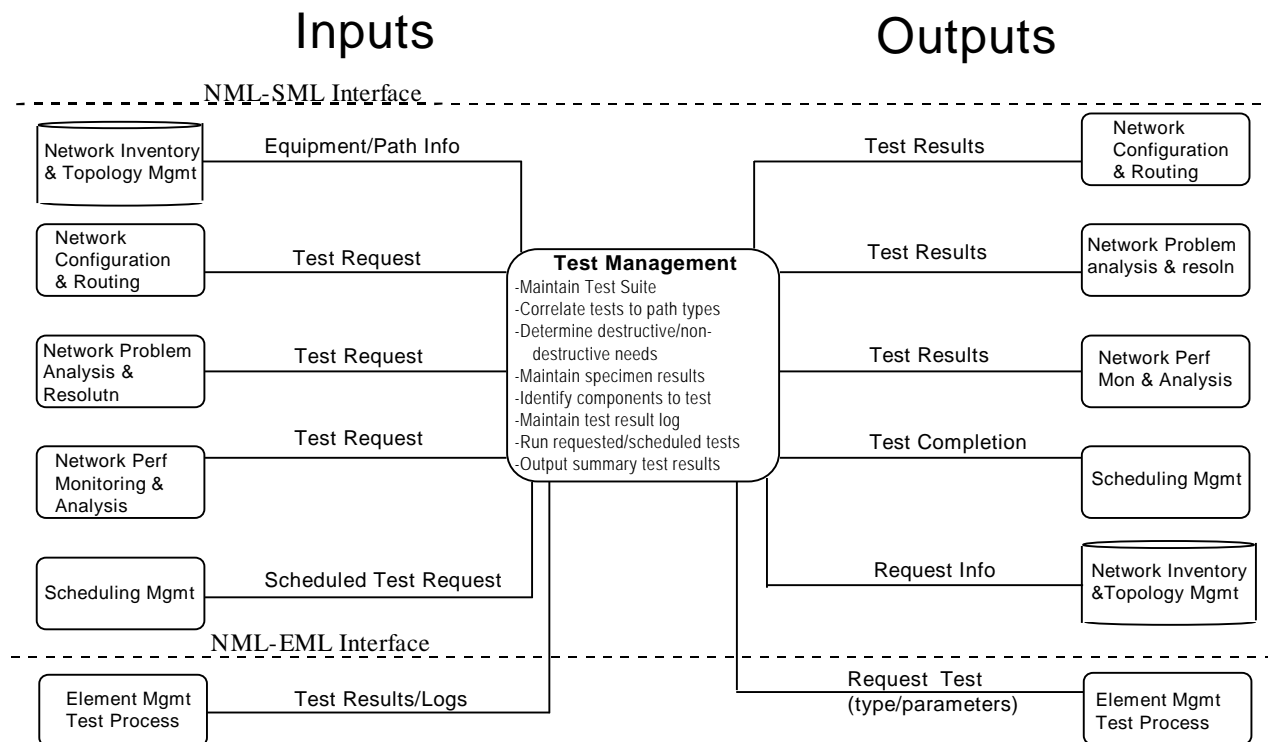 Inputs
Outputs
NML-SML Interface
Network Inventory
& Topology Mgmt
Equipment/Path Info
Test Results
Network
Configuration
& Routing
Network
Configuration
& Routing
Test Request
Test Results
Network Problem
analysis & resoln
Test Management
-Maintain Test Suite
-Correlate tests to path types
-Determine destructive/non-
destructive needs
-Maintain specimen results
-Identify components to test
-Maintain test result log
-Run requested/scheduled tests
-Output summary test results
Network Problem
Analysis &
Resolutn
Test Request
Test Results
Network Perf
Mon & Analysis
Network Perf
Monitoring &
Analysis
Test Request
Test Completion
Scheduling Mgmt
Scheduling Mgmt
Scheduled Test Request
Request Info
Network Inventory
&Topology Mgmt
NML-EML Interface
Element Mgmt
Test Process
Test Results/Logs
Request Test
(type/parameters)
Element Mgmt
Test Process